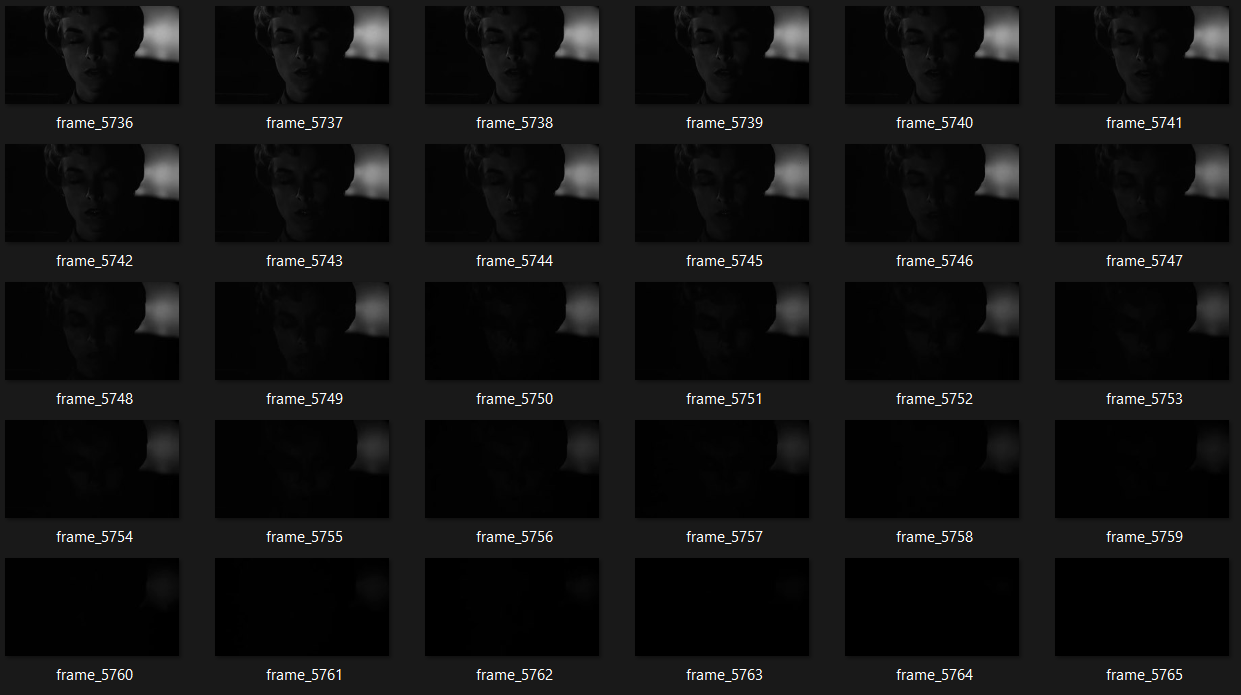 frame_5736 frame_5737 frame_5738 frame_5739 frame_5740 frame_5741
frame_5742 frame_5743 frame_5744 frame_5745 frame_5746 frame_5747
frame_5748 frame_5749 frame_5750 frame_5751 frame_5752 frame_5753
frame_5754 frame_5755 frame_5756 frame_5757 frame_5758 frame_5759
frame_5760 frame_5761 frame_5762 frame_5763 frame_5764 frame_5765